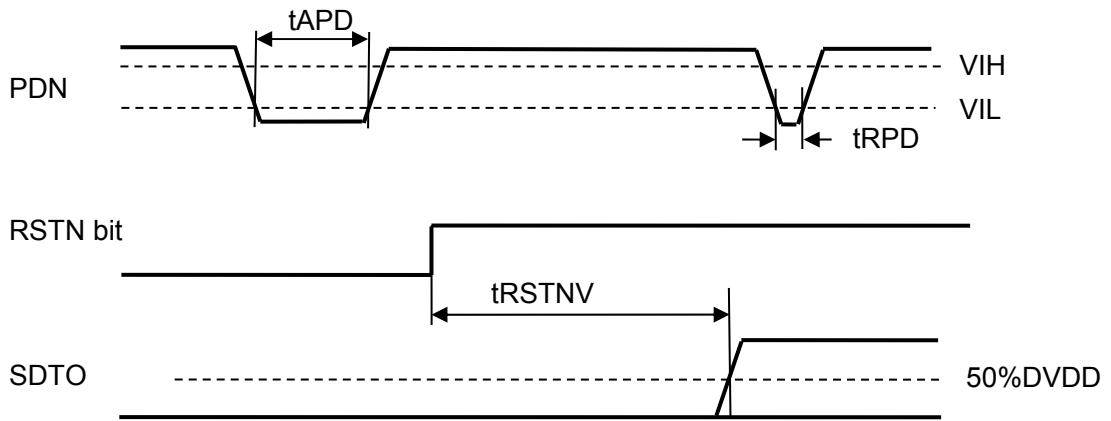 tAPD
PDN
VIH
VIL
tRPD
RSTN bit
tRSTNV
SDTO
50%DVDD